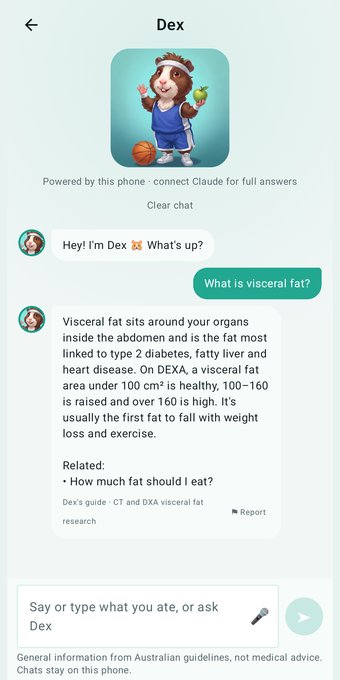 Dex
Powered by this phone · connect Claude for full answers
Clear chat
Hey! I'm Dex 🐹 What's up?
What is visceral fat?
Visceral fat sits around your organs
inside the abdomen and is the fat most
linked to type 2 diabetes, fatty liver and
heart disease. On DEXA, a visceral fat
area under 100 cm² is healthy, 100–160
is raised and over 160 is high. It's
usually the first fat to fall with weight
loss and exercise.
Related:
• How much fat should I eat?
Dex's guide · CT and DXA visceral fat
research
Report
Say or type what you ate, or ask
Dex
General information from Australian guidelines, not medical advice.
Chats stay on this phone.